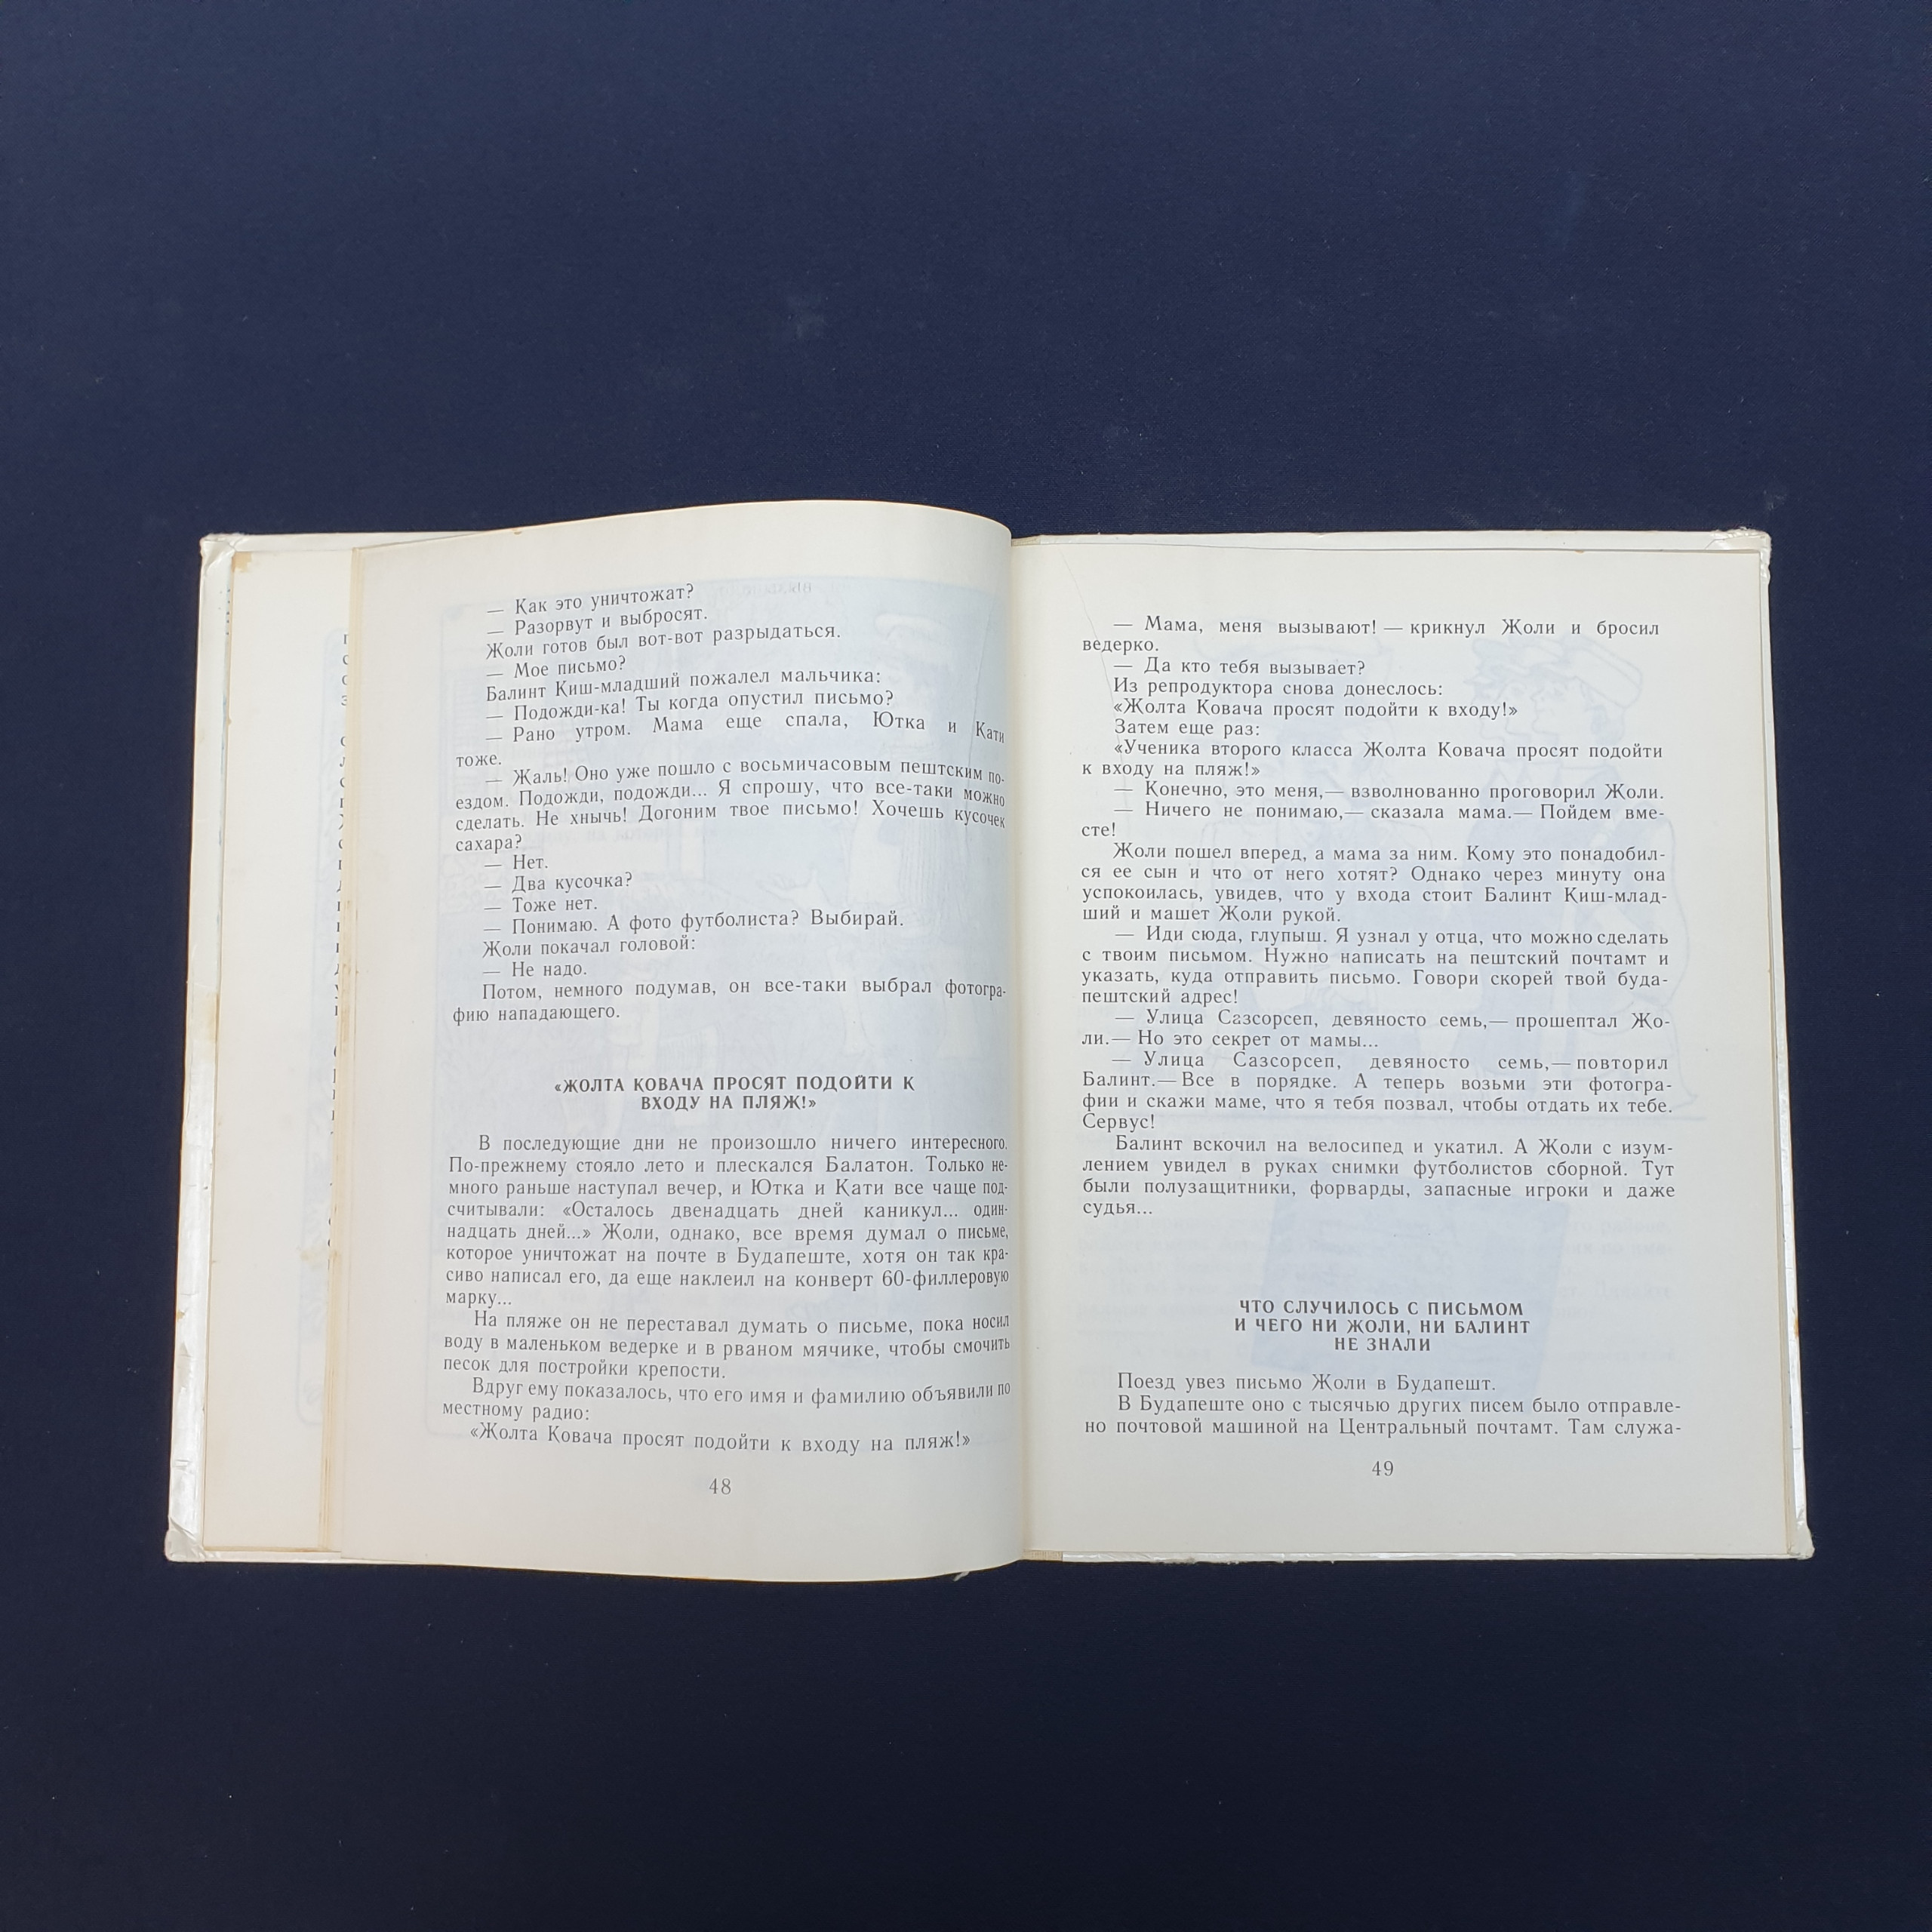 — Как это уничтожат?
— Разорвут и выбросят.
Жоли готов был вот-вот разрыдаться.
— Мое письмо?
Балинт Киш-младший пожалел мальчика:
— Подожди-ка! Ты когда опустил письмо?
— Рано утром. Мама еще спала, Ютка и Кати
тоже.
— Жаль! Оно уже пошло с восьмичасовым пештским по-
ездом. Подожди, подожди... Я спрошу, что все-таки можно
сделать. Не хнычь! Догоним твое письмо! Хочешь кусочек
сахара?
— Нет.
— Два кусочка?
— Тоже нет.
— Понимаю. А фото футболиста? Выбирай.
Жоли покачал головой:
— Не надо.
Потом, немного подумав, он все-таки выбрал фотогра-
фию нападающего.
«ЖОЛТА КОВАЧА ПРОСЯТ ПОДОЙТИ К
ВХОДУ НА ПЛЯЖ!»
В последующие дни не произошло ничего интересного.
По-прежнему стояло лето и плескался Балатон. Только не-
много раньше наступал вечер, и Ютка и Кати все чаще под-
считывали: «Осталось двенадцать дней каникул... один-
надцать дней...» Жоли, однако, все время думал о письме,
которое уничтожат на почте в Будапеште, хотя он так кра-
сиво написал его, да еще наклеил на конверт 60-филлеровую
марку...
На пляже он не переставал думать о письме, пока носил
воду в маленьком ведерке и в рваном мячике, чтобы смочить
песок для постройки крепости.
Вдруг ему показалось, что его имя и фамилию объявили по
местному радио:
«Жолта Ковача просят подойти к входу на пляж!»
48
— Мама, меня вызывают! — крикнул Жоли и бросил
ведерко.
— Да кто тебя вызывает?
Из репродуктора снова донеслось:
«Жолта Ковача просят подойти к входу!»
Затем еще раз:
«Ученика второго класса Жолта Ковача просят подойти
к входу на пляж!»
— Конечно, это меня,— взволнованно проговорил Жоли.
— Ничего не понимаю,— сказала мама.— Пойдем вме-
сте!
Жоли пошел вперед, а мама за ним. Кому это понадобил-
ся ее сын и что от него хотят? Однако через минуту она
успокоилась, увидев, что у входа стоит Балинт Киш-млад-
ший и машет Жоли рукой.
— Иди сюда, глупыш. Я узнал у отца, что можно сделать
с твоим письмом. Нужно написать на пештский почтамт и
указать, куда отправить письмо. Говори скорей твой буда-
пештский адрес!
— Улица Сазсорсеп, девяносто семь,— прошептал Жо-
ли.— Но это секрет от мамы...
— Улица Сазсорсеп, девяносто семь,— повторил
Балинт.— Все в порядке. А теперь возьми эти фотогра-
фии и скажи маме, что я тебя позвал, чтобы отдать их тебе.
Сервус!
Балинт вскочил на велосипед и укатил. А Жоли с изум-
лением увидел в руках снимки футболистов сборной. Тут
были полузащитники, форварды, запасные игроки и даже
судья...
ЧТО СЛУЧИЛОСЬ С ПИСЬМОМ
И ЧЕГО НИ ЖОЛИ, НИ БАЛИНТ
НЕ ЗНАЛИ
Поезд увез письмо Жоли в Будапешт.
В Будапеште оно с тысячью других писем было отправле-
но почтовой машиной на Центральный почтамт. Там служа-
49